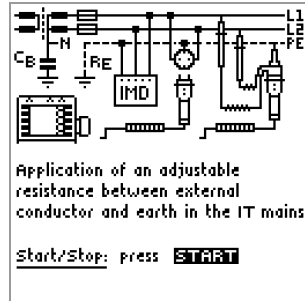 L1
L2
PE
N
CB
RE
IMD
Application of an adjustable
resistance between external
conductor and earth in the IT mains
Start/Stop: press START